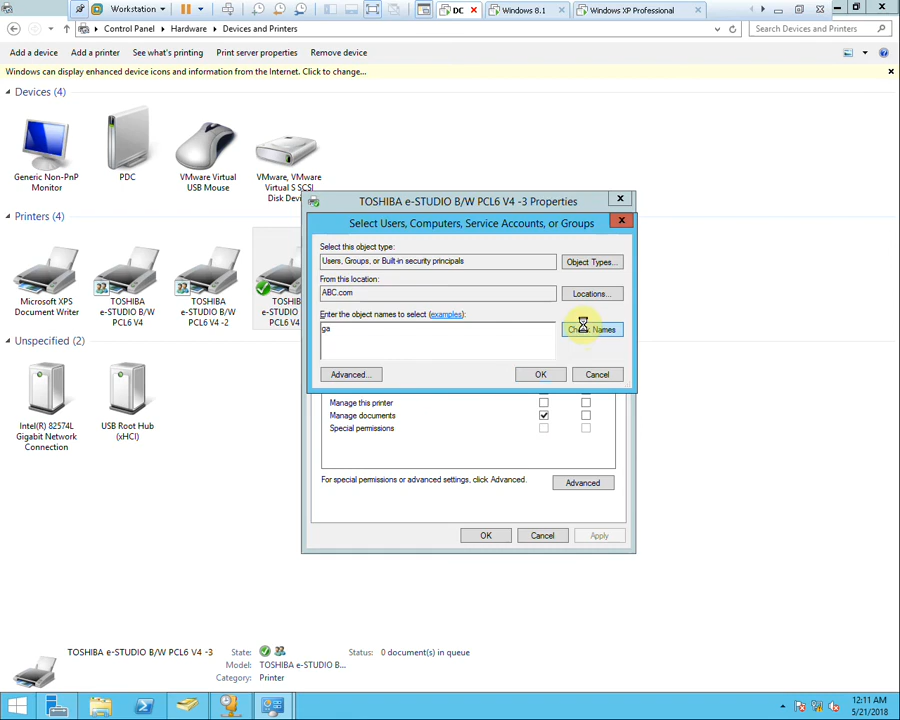 Workstation
DC
Windows 8.1
Windows XP Professional
Control Panel
Hardware
Devices and Printers
Search Devices and Printers
Add a device
Add a printer
See what's printing
Print server properties
Remove device
Windows can display enhanced device icons and information from the Internet. Click to change...
Devices (4)
Generic Non-PnP
Monitor
PDC
VMware Virtual
USB Mouse
VMware, VMware
Virtual S SCSI
Disk Devi
Printers (4)
Microsoft XPS
Document Writer
TOSHIBA
e-STUDIO B/W
PCL6 V4
TOSHIBA
e-STUDIO B/W
PCL6 V4 -2
TOSHI
e-STUDIO
PCL6 V4
Unspecified (2)
Intel(R) 82574L
Gigabit Network
Connection
USB Root Hub
(xHCI)
TOSHIBA e-STUDIO B/W PCL6 V4 -3 Properties
Select Users, Computers, Service Accounts, or Groups
Select this object type:
Users, Groups, or Built-in security principals
Object Types...
From this location:
ABC.com
Locations...
Enter the object names to select (examples):
ga
Check Names
Advanced...
OK
Cancel
Manage this printer
Manage documents
Special permissions
For special permissions or advanced settings, click Advanced.
Advanced
OK
Cancel
Apply
TOSHIBA e-STUDIO B/W PCL6 V4 -3
State:
Status: 0 document(s) in queue
Model: TOSHIBA e-STUDIO B...
Category: Printer
12:11 AM
5/21/2018